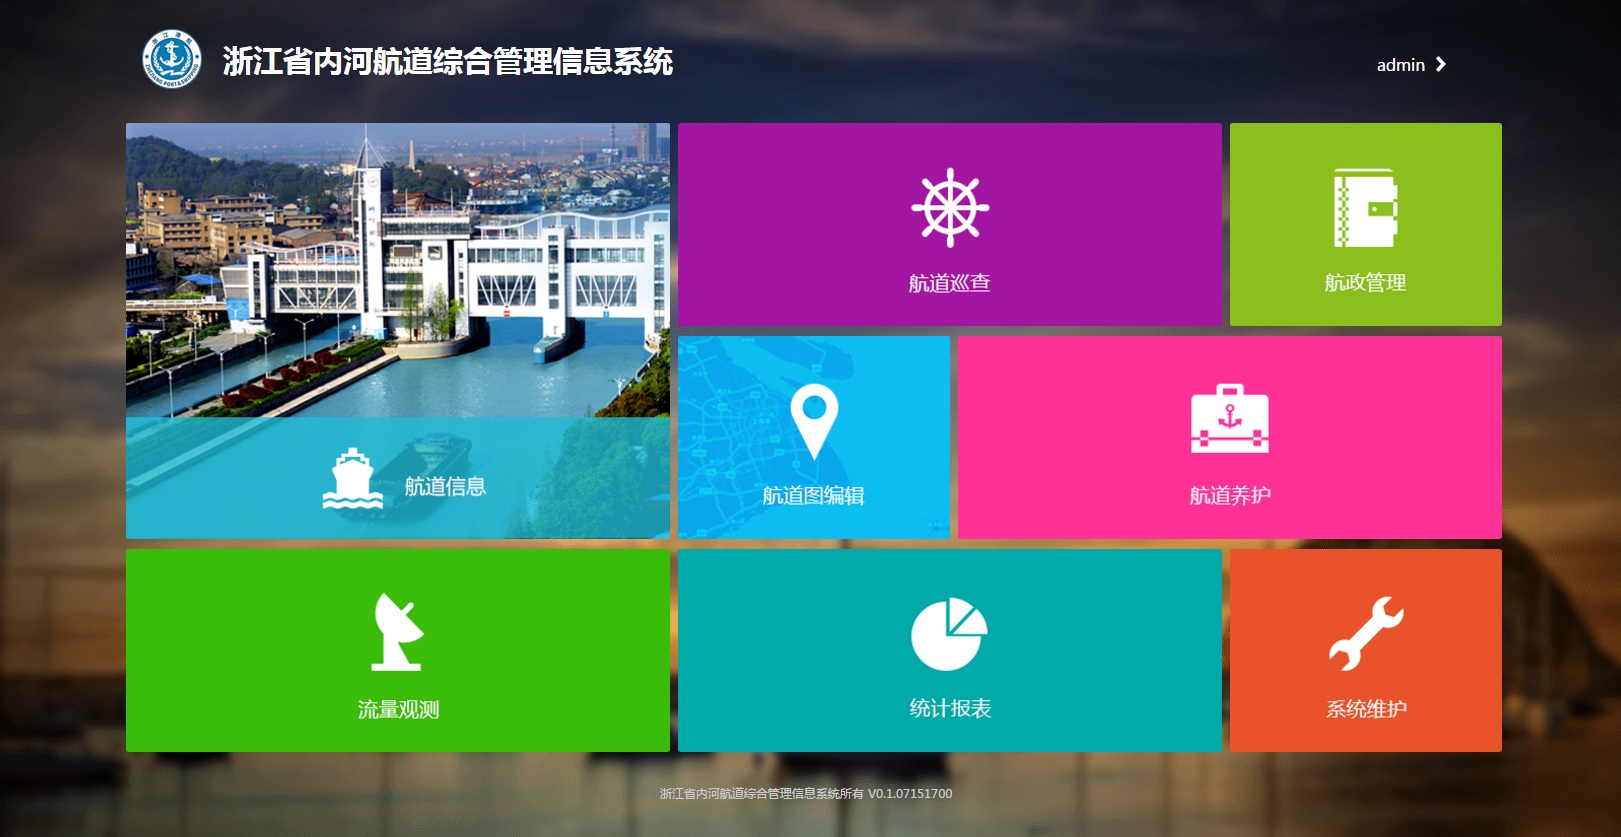 浙江省内河航道综合管理信息系统
admin
航道巡查
航政管理
航道信息
航道图编辑
航道养护
流量观测
统计报表
系统维护
浙江省内河航道综合管理信息系统所有 V0.1.07151700